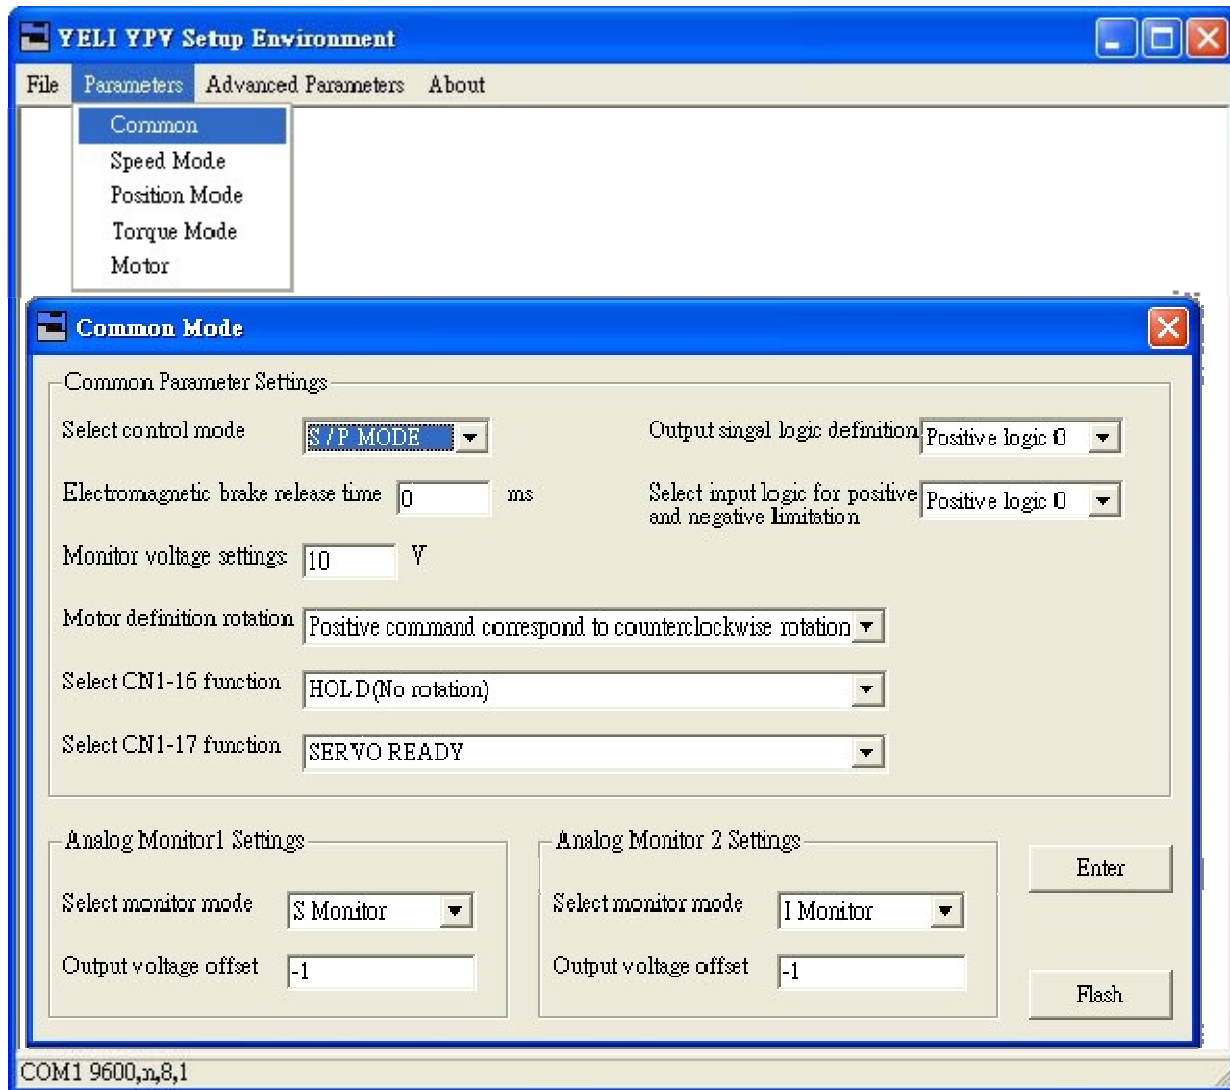 YELI YPV Setup Environment
File Parameters Advanced Parameters About
Common
Speed Mode
Position Mode
Torque Mode
Motor
Common Mode
Common Parameter Settings
Select control mode S / P MODE
Output singal logic definition Positive logic 0
Electromagnetic brake release time 0 ms
Select input logic for positive and negative limitation Positive logic 0
Monitor voltage settings 10 V
Motor definition rotation Positive command correspond to counterclockwise rotation
Select CN1-16 function HOLD(No rotation)
Select CN1-17 function SERVO READY
Analog Monitor1 Settings
Select monitor mode S Monitor
Output voltage offset -1
Analog Monitor 2 Settings
Select monitor mode I Monitor
Output voltage offset -1
Enter
Flash
COM1 9600,n,8,1